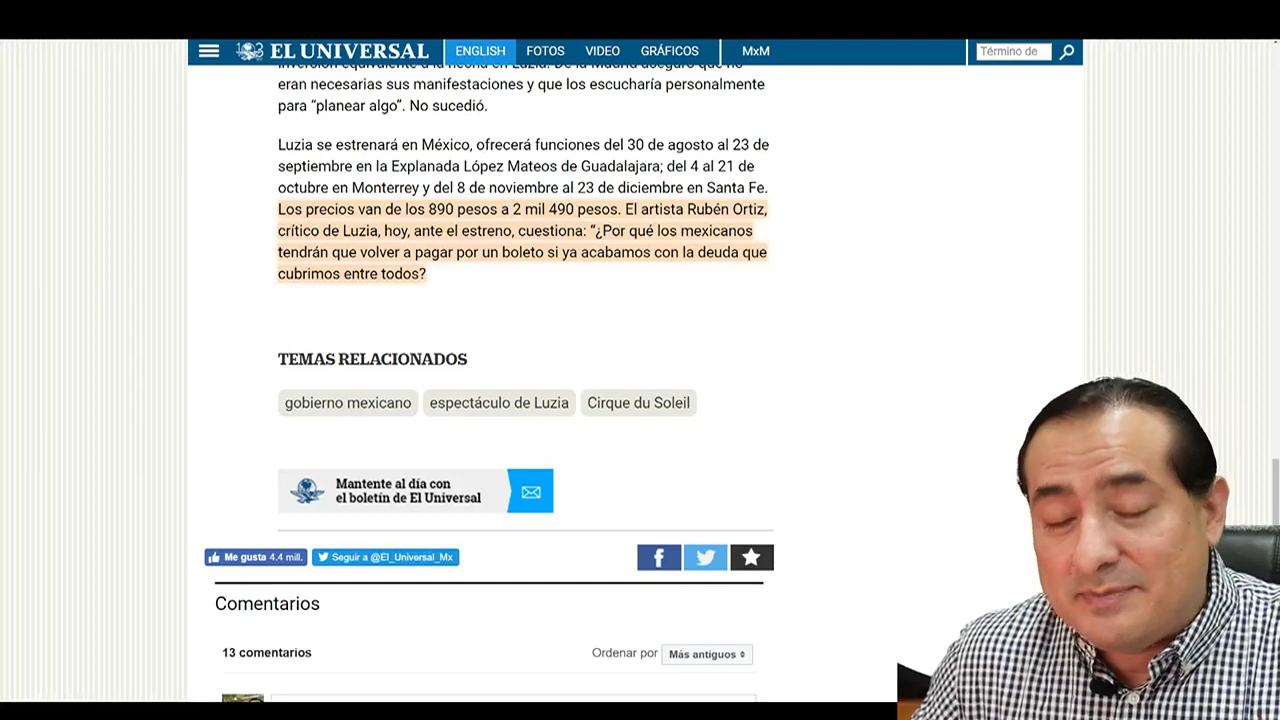 EL UNIVERSAL
ENGLISH
FOTOS
VIDEO
GRÁFICOS
MxM
Término de
eran necesarias sus manifestaciones y que los escucharía personalmente
para “planear algo”. No sucedió.
Luzia se estrenará en México, ofrecerá funciones del 30 de agosto al 23 de
septiembre en la Explanada López Mateos de Guadalajara; del 4 al 21 de
octubre en Monterrey y del 8 de noviembre al 23 de diciembre en Santa Fe.
Los precios van de los 890 pesos a 2 mil 490 pesos. El artista Rubén Ortiz,
crítico de Luzia, hoy, ante el estreno, cuestiona: “¿Por qué los mexicanos
tendrán que volver a pagar por un boleto si ya acabamos con la deuda que
cubrimos entre todos?
TEMAS RELACIONADOS
gobierno mexicano
espectáculo de Luzia
Cirque du Soleil
Mantente al día con
el boletín de El Universal
Me gusta 4.4 mill.
Seguir a @El_Universal_Mx
Comentarios
13 comentarios
Ordenar por
Más antiguos